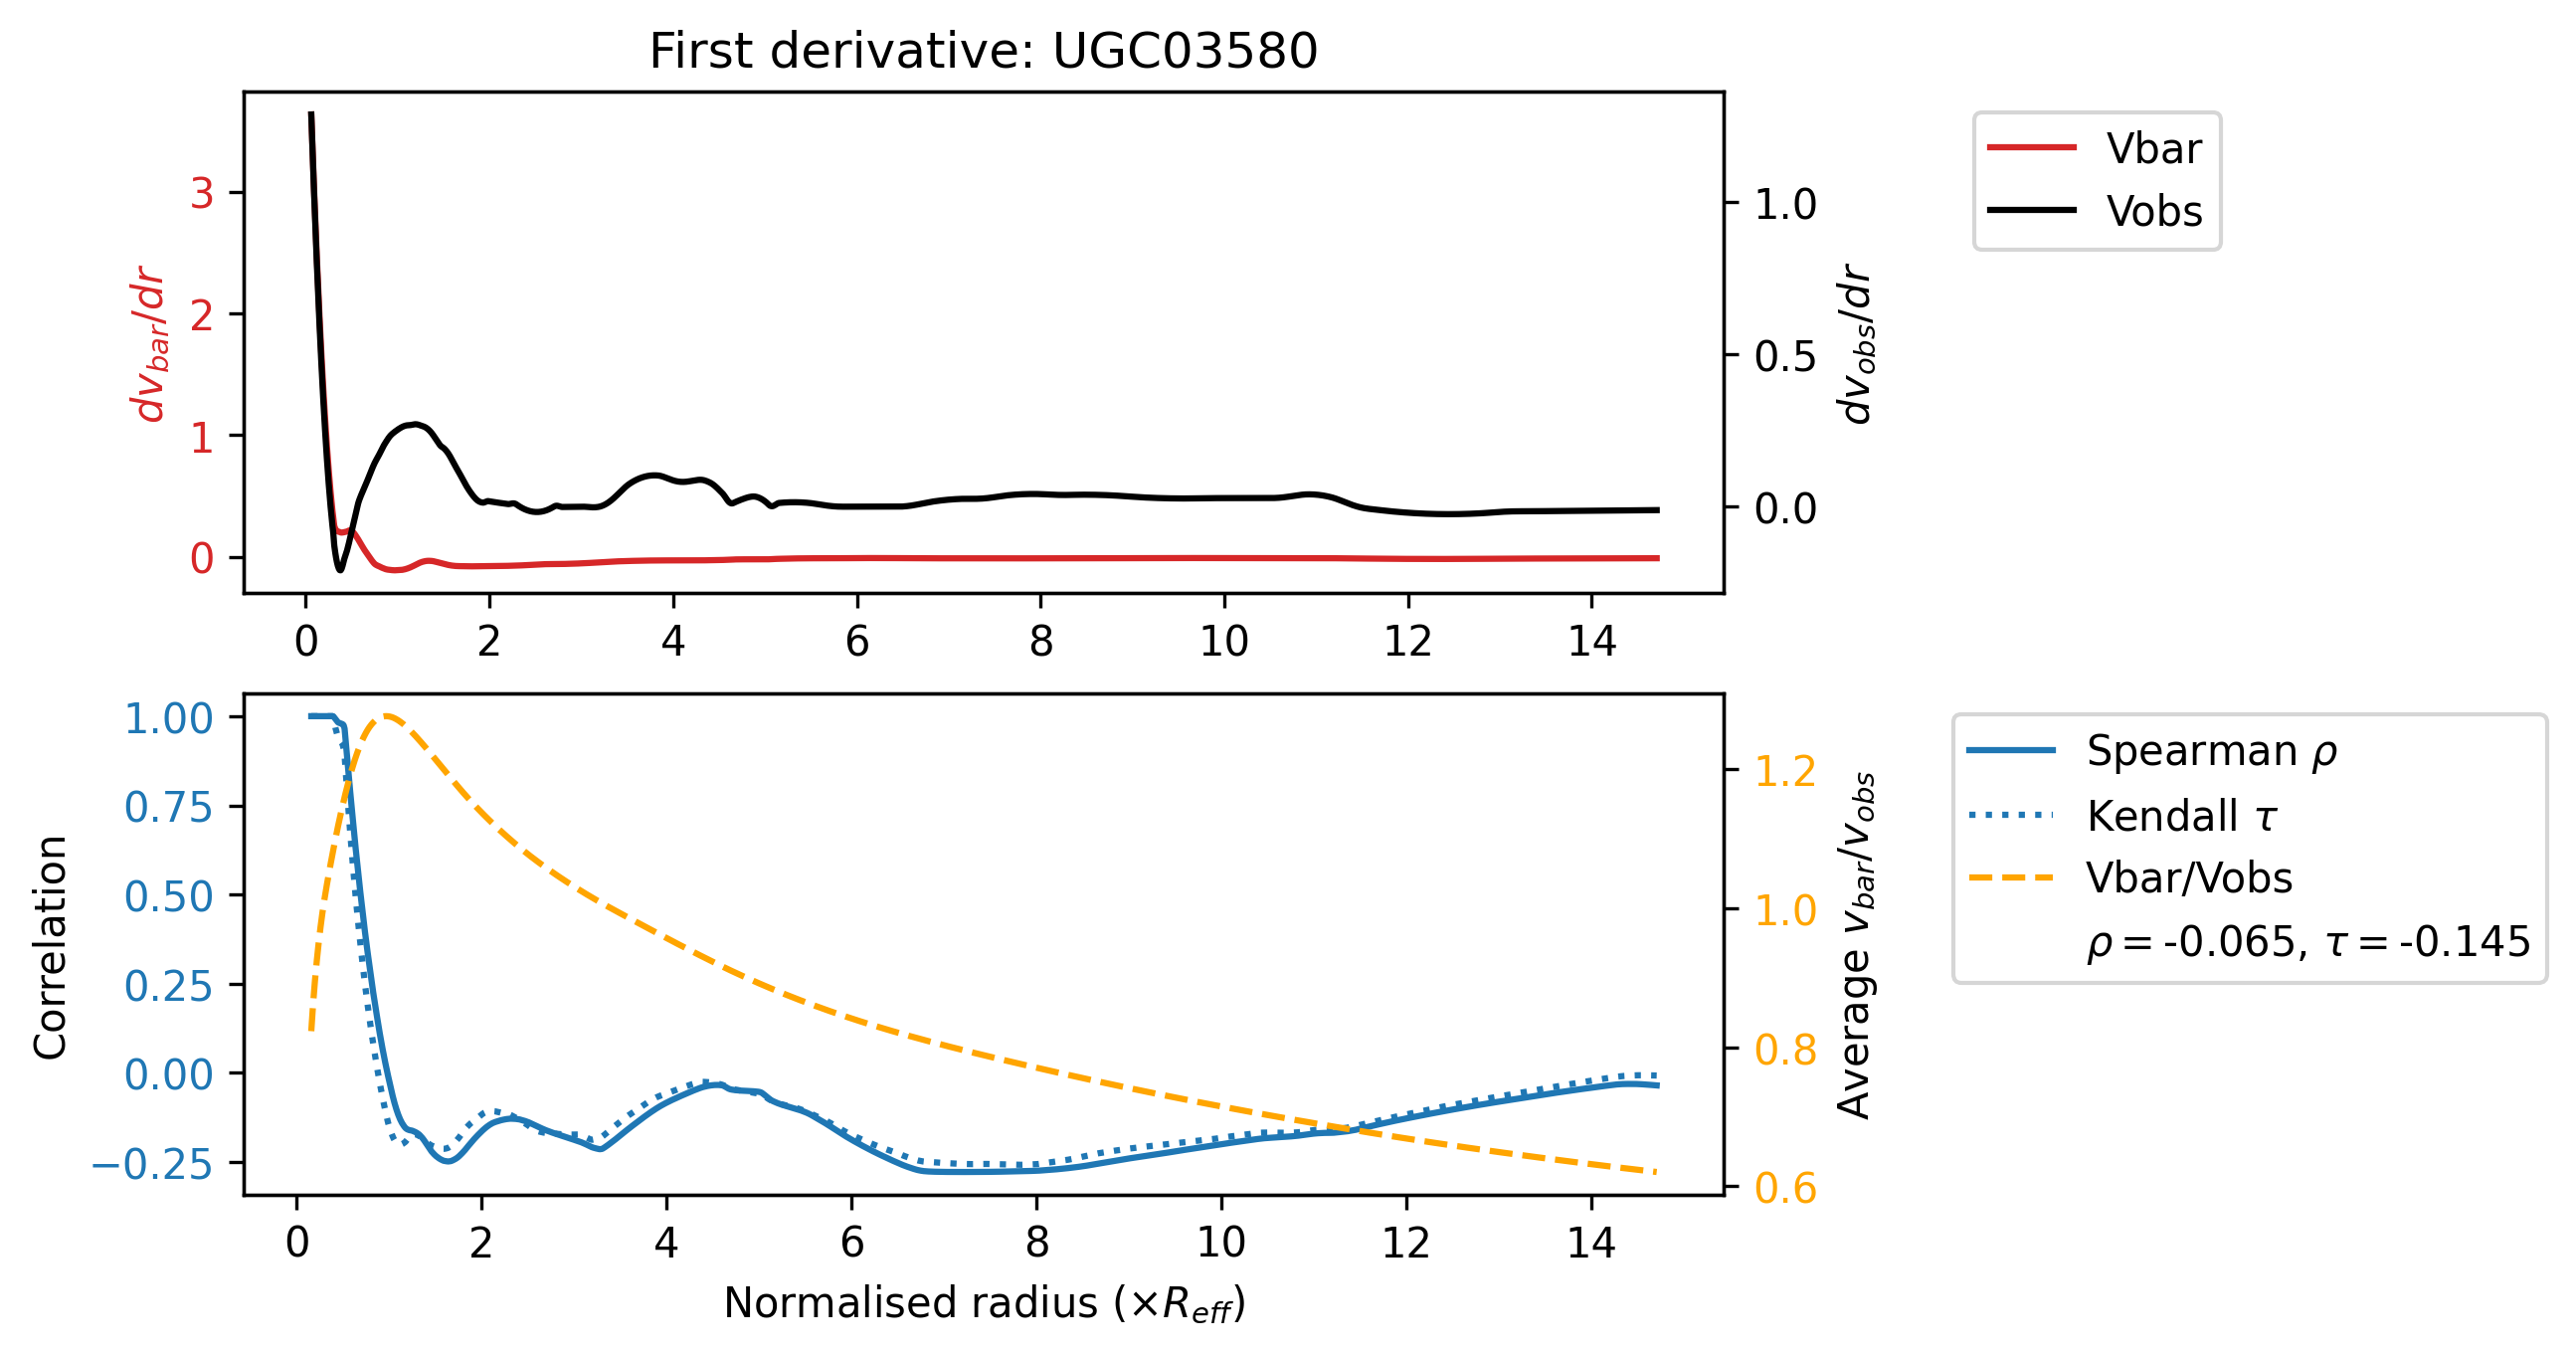 First derivative: UGC03580
3
2
1
0
dv_bar/dr
1.0
0.5
0.0
dv_obs/dr
0 2 4 6 8 10 12 14
Vbar
Vobs
1.00
0.75
0.50
0.25
0.00
−0.25
Correlation
1.2
1.0
0.8
0.6
Average v_bar/v_obs
0 2 4 6 8 10 12 14
Normalised radius (×R_eff)
Spearman ρ
Kendall τ
Vbar/Vobs
ρ = -0.065, τ = -0.145